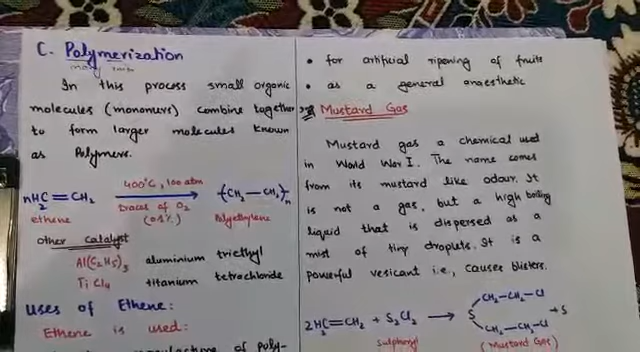 C. Polymerization
many parts
In this process small organic
molecules (monomers) combine together
to form larger molecules known
as Polymers.
nH₂C=CH₂ 400°C, 100 atm → -(CH₂—CH₂)-n
ethene traces of O₂ Polyethylene
(0.1%)
other catalyst
Al(C₂H₅)₃ aluminium triethyl
TiCl₄ titanium tetrachloride
Uses of Ethene:
Ethene is used:
of poly-
• for artificial ripening of fruits
• as a general anaesthetic
Mustard Gas
Mustard gas a chemical used
in World War I. The name comes
from its mustard like odour. It
is not a gas, but a high boiling
liquid that is dispersed as a
mist of tiny droplets. It is a
powerful vesicant i.e., causes blisters.
CH₂—CH₂—Cl
2H₂C=CH₂ + S₂Cl₂ → S + S
CH₂—CH₂—Cl
sulphuryl (Mustard Gas)